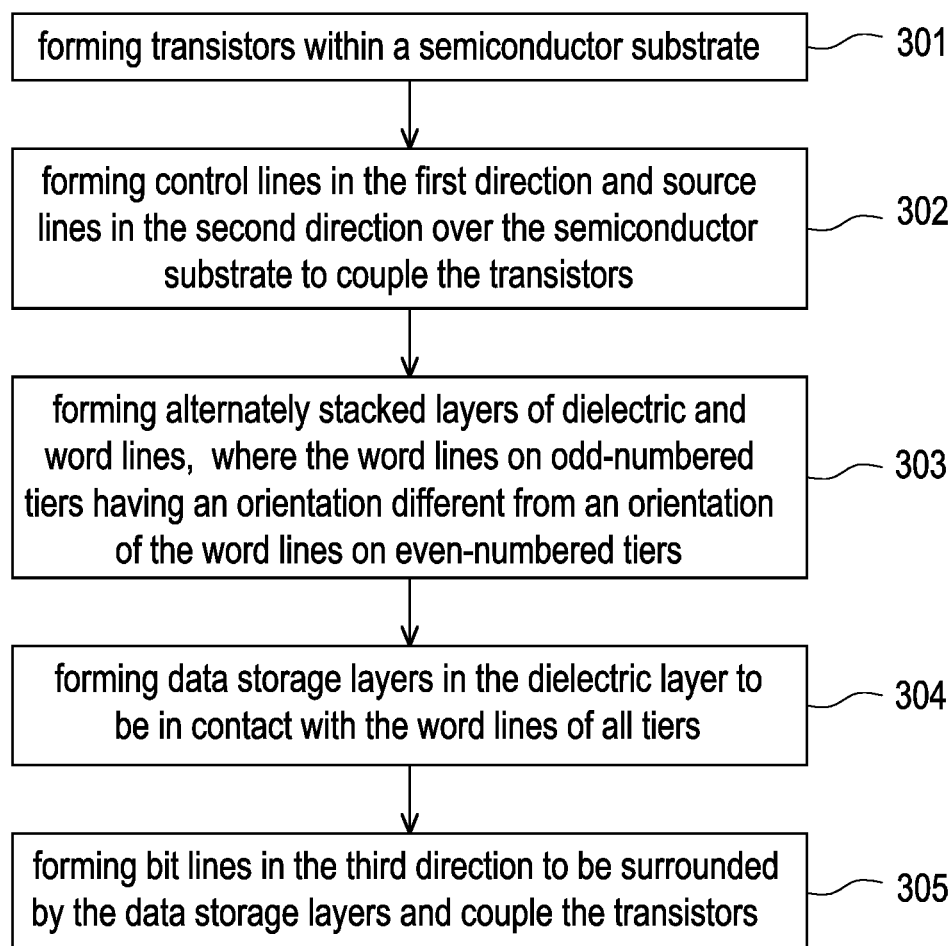 forming transistors within a semiconductor substrate
301
forming control lines in the first direction and source
lines in the second direction over the semiconductor
substrate to couple the transistors
302
forming alternately stacked layers of dielectric and
word lines, where the word lines on odd-numbered
tiers having an orientation different from an orientation
of the word lines on even-numbered tiers
303
forming data storage layers in the dielectric layer to
be in contact with the word lines of all tiers
304
forming bit lines in the third direction to be surrounded
by the data storage layers and couple the transistors
305